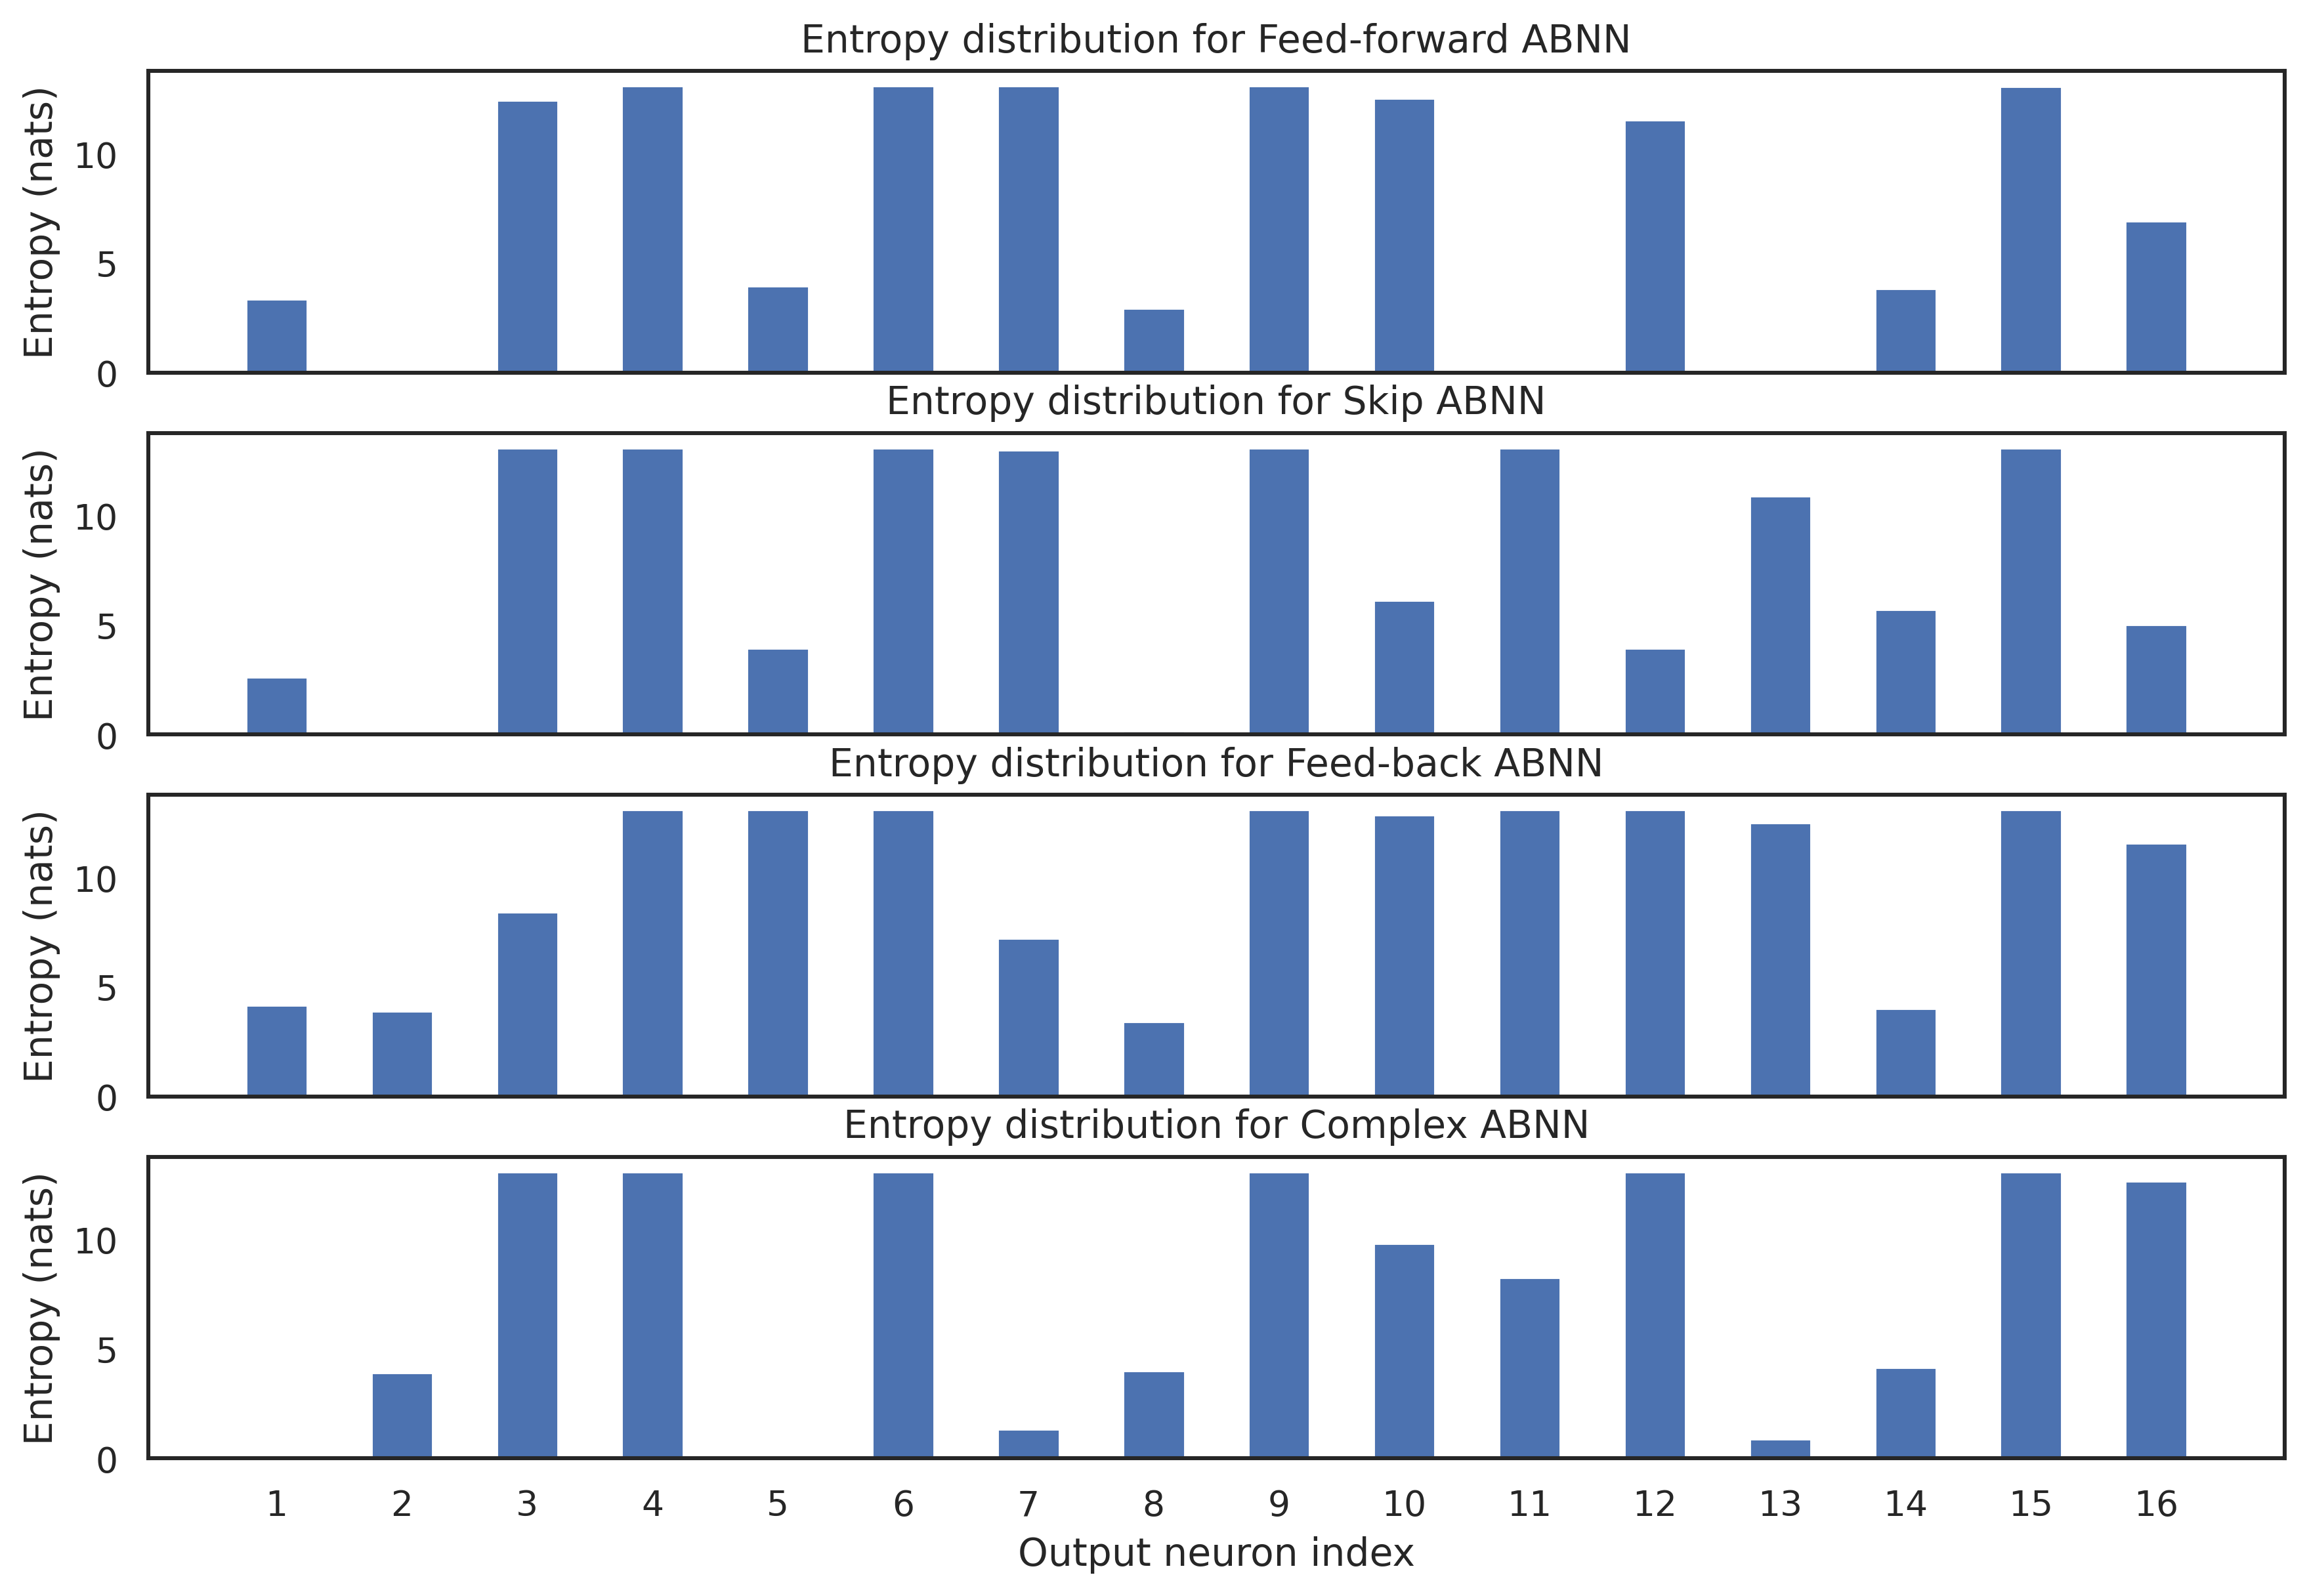 Entropy distribution for Feed-forward ABNN
Entropy (nats)
10
5
0
Entropy distribution for Skip ABNN
Entropy (nats)
10
5
0
Entropy distribution for Feed-back ABNN
Entropy (nats)
10
5
0
Entropy distribution for Complex ABNN
Entropy (nats)
10
5
0
1 2 3 4 5 6 7 8 9 10 11 12 13 14 15 16
Output neuron index